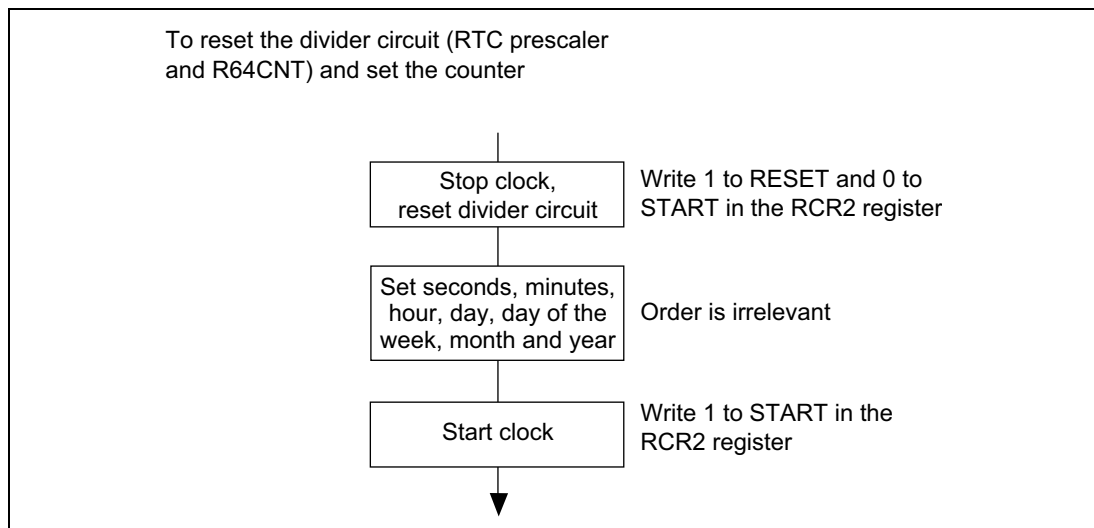 To reset the divider circuit (RTC prescaler
and R64CNT) and set the counter
Stop clock,
reset divider circuit
Write 1 to RESET and 0 to
START in the RCR2 register
Set seconds, minutes,
hour, day, day of the
week, month and year
Order is irrelevant
Start clock
Write 1 to START in the
RCR2 register